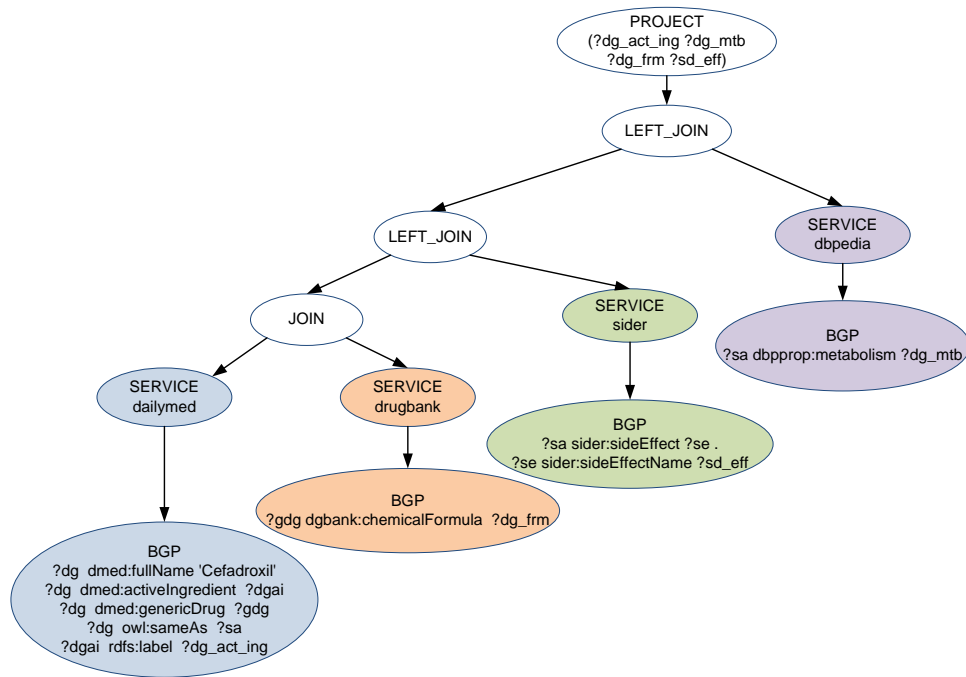 PROJECT
(?dg_act_ing ?dg_mtb
?dg_frm ?sd_eff)
LEFT_JOIN
LEFT_JOIN
SERVICE
dbpedia
JOIN
SERVICE
sider
BGP
?sa dbpprop:metabolism ?dg_mtb
SERVICE
dailymed
SERVICE
drugbank
BGP
?sa sider:sideEffect ?se .
?se sider:sideEffectName ?sd_eff
BGP
?gdg dgbank:chemicalFormula ?dg_frm
BGP
?dg dmed:fullName 'Cefadroxil'
?dg dmed:activeIngredient ?dgai
?dg dmed:genericDrug ?gdg
?dg owl:sameAs ?sa
?dgai rdfs:label ?dg_act_ing